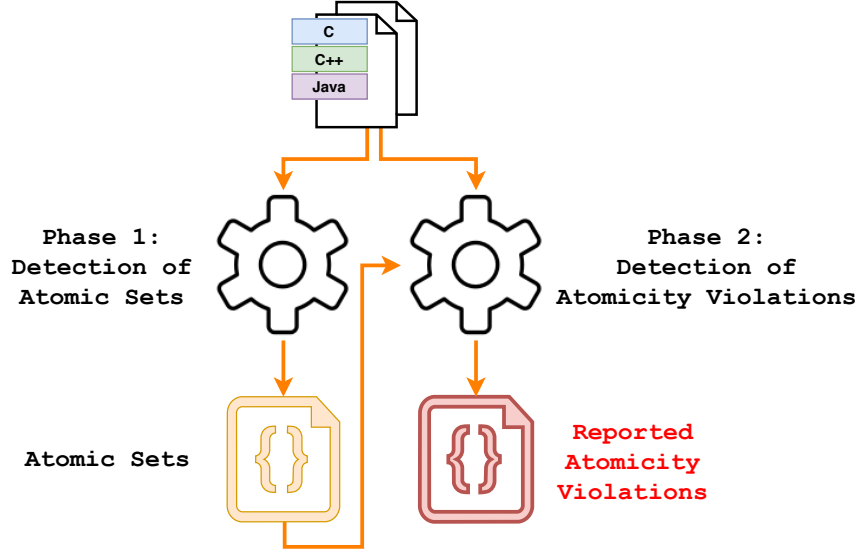 C
C++
Java
Phase 1:
Detection of
Atomic Sets
Phase 2:
Detection of
Atomicity Violations
Atomic Sets
{}
{}
Reported
Atomicity
Violations